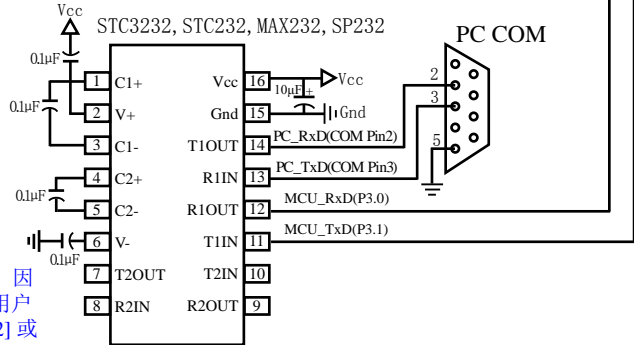 Vcc
STC3232, STC232, MAX232, SP232
PC COM
0.1μF
1 C1+ Vcc 16
Vcc
10μF +
0.1μF
2 V+ Gnd 15
Gnd
3 C1- T1OUT 14 PC_RxD(COM Pin2)
4 C2+ R1IN 13 PC_TxD(COM Pin3)
0.1μF
5 C2- R1OUT 12 MCU_RxD(P3.0)
6 V- T1IN 11 MCU_TxD(P3.1)
0.1μF
7 T2OUT T2IN 10
8 R2IN R2OUT 9
2
3
5
因
用户
2] 或